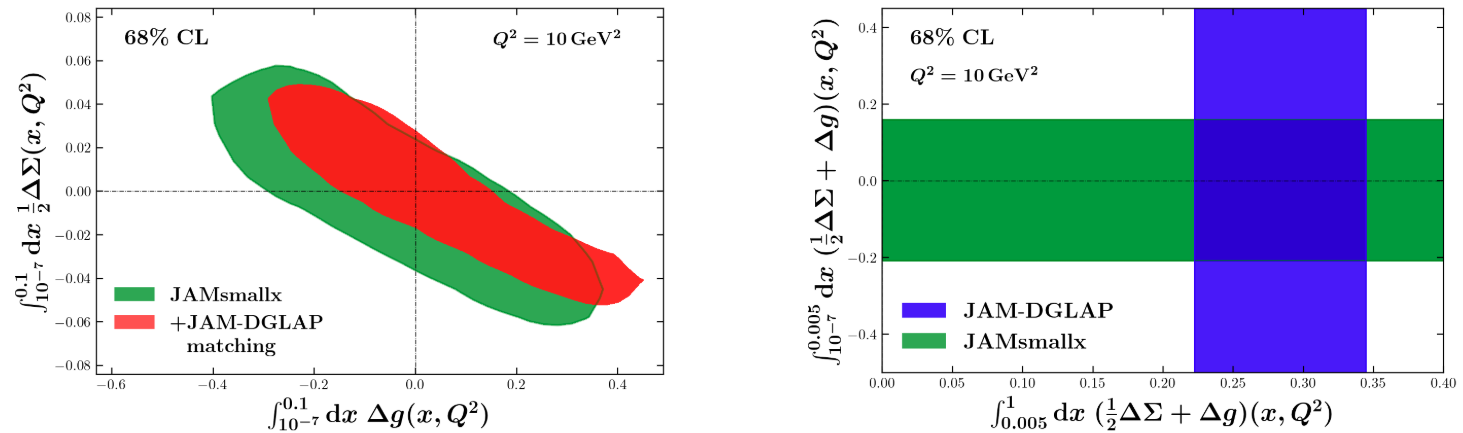 0.08
0.06
0.04
0.02
0.00
−0.02
−0.04
−0.06
−0.08
∫₁₀₋₇^0.1 dx ½ΔΣ(x, Q²)
68% CL
Q² = 10 GeV²
JAMsmallx
+JAM-DGLAP
matching
−0.6 −0.4 −0.2 0.0 0.2 0.4
∫₁₀₋₇^0.1 dx Δg(x, Q²)
0.4
0.2
0.0
−0.2
−0.4
∫₁₀₋₇^0.005 dx (½ΔΣ + Δg)(x, Q²)
68% CL
Q² = 10 GeV²
JAM-DGLAP
JAMsmallx
0.00 0.05 0.10 0.15 0.20 0.25 0.30 0.35 0.40
∫₀.₀₀₅^1 dx (½ΔΣ + Δg)(x, Q²)